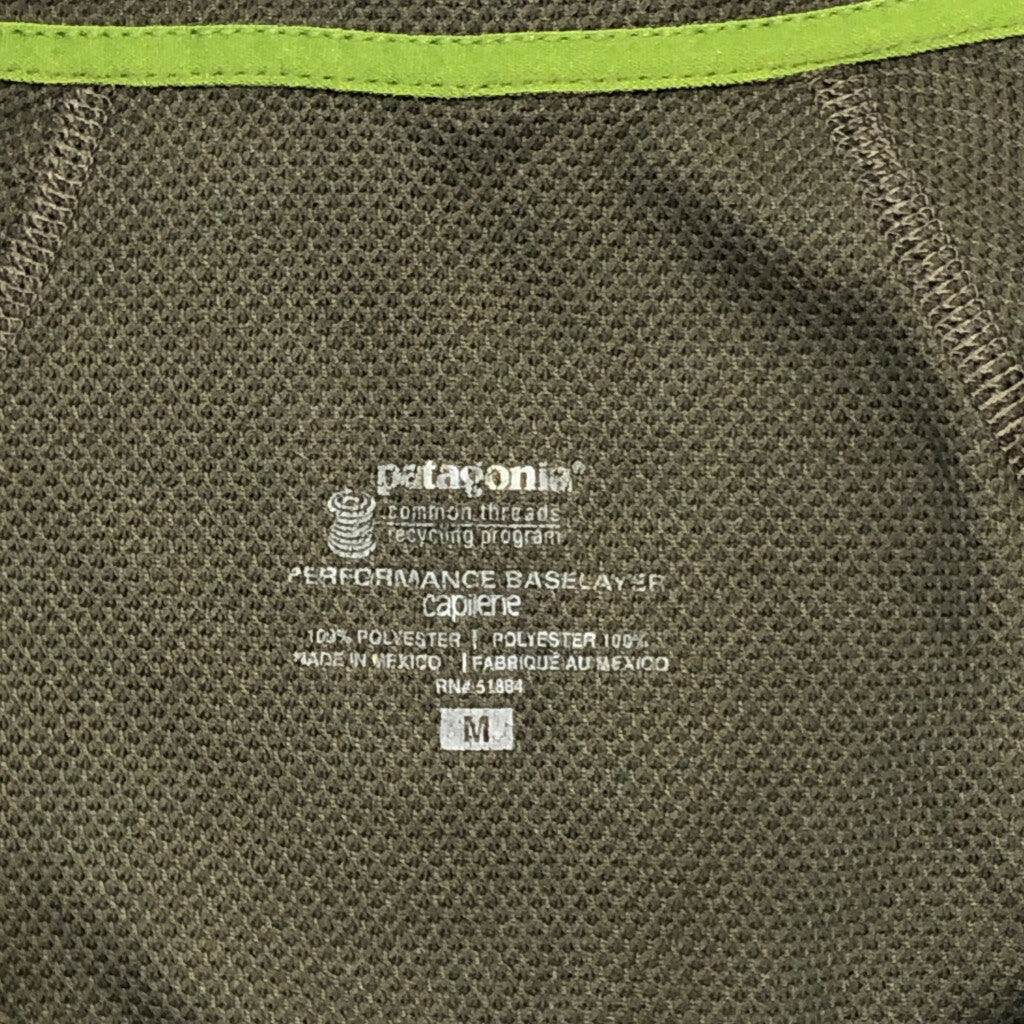 patagonia®
common threads
recycling program
PERFORMANCE BASELAYER
capilene
100% POLYESTER | POLYESTER 100%
MADE IN MEXICO | FABRIQUÉ AU MEXICO
RN# 51884
M